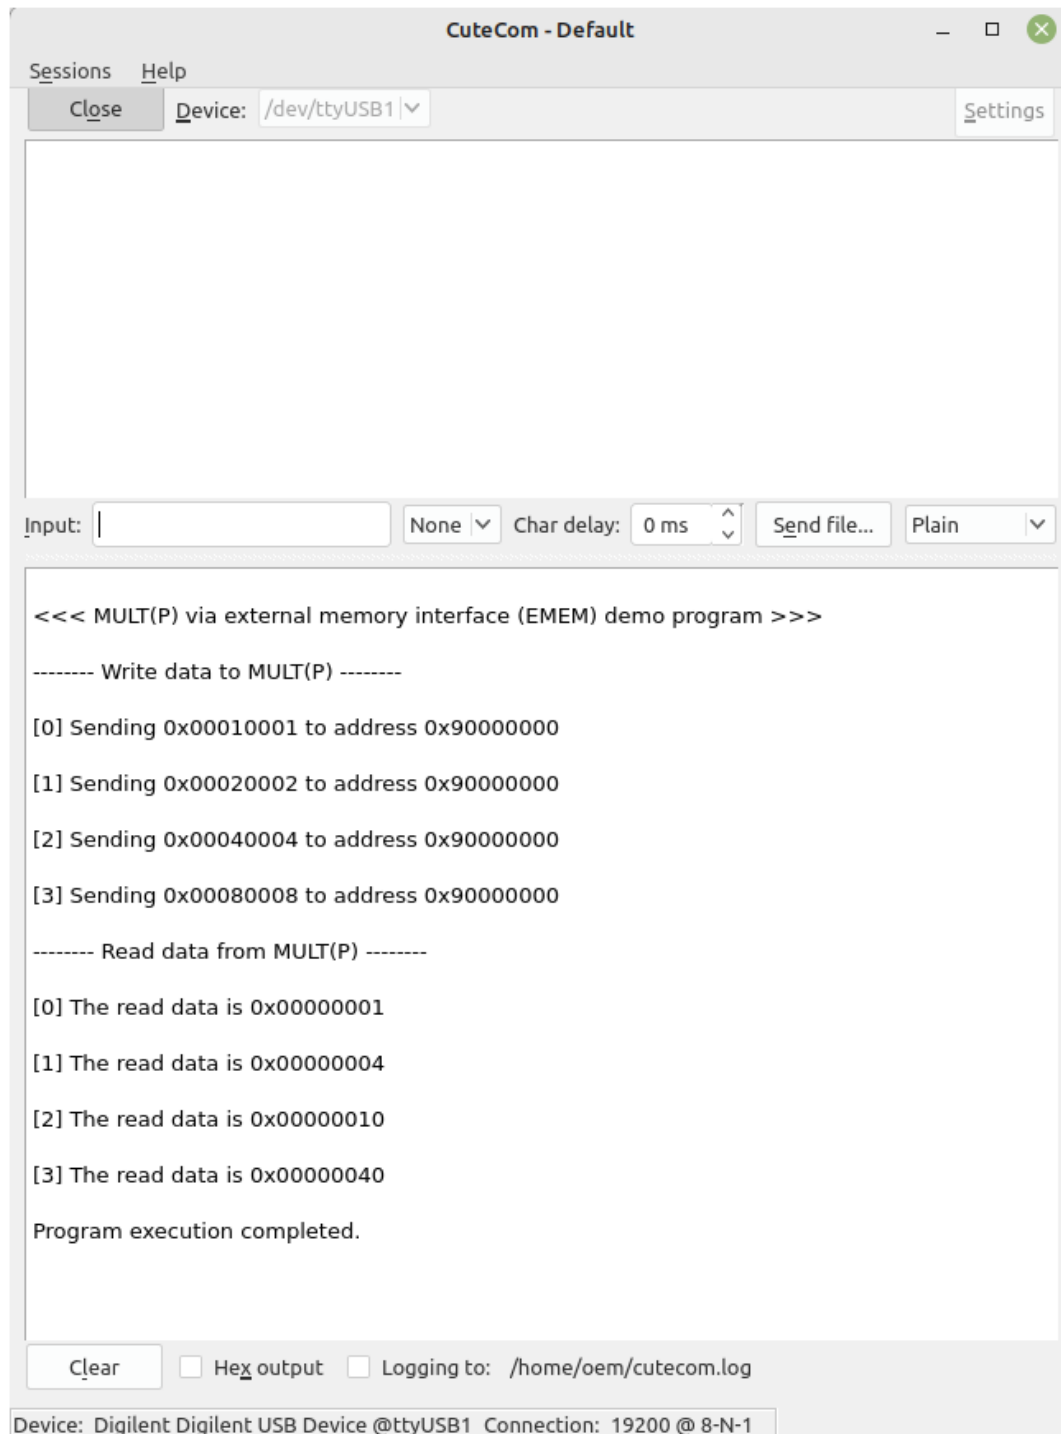 CuteCom - Default
Sessions Help
Close Device: /dev/ttyUSB1 Settings
Input: None Char delay: 0 ms Send file... Plain
<<< MULT(P) via external memory interface (EMEM) demo program >>>
-------- Write data to MULT(P) --------
[0] Sending 0x00010001 to address 0x90000000
[1] Sending 0x00020002 to address 0x90000000
[2] Sending 0x00040004 to address 0x90000000
[3] Sending 0x00080008 to address 0x90000000
-------- Read data from MULT(P) --------
[0] The read data is 0x00000001
[1] The read data is 0x00000004
[2] The read data is 0x00000010
[3] The read data is 0x00000040
Program execution completed.
Clear Hex output Logging to: /home/oem/cutecom.log
Device: Digilent Digilent USB Device @ttyUSB1 Connection: 19200 @ 8-N-1